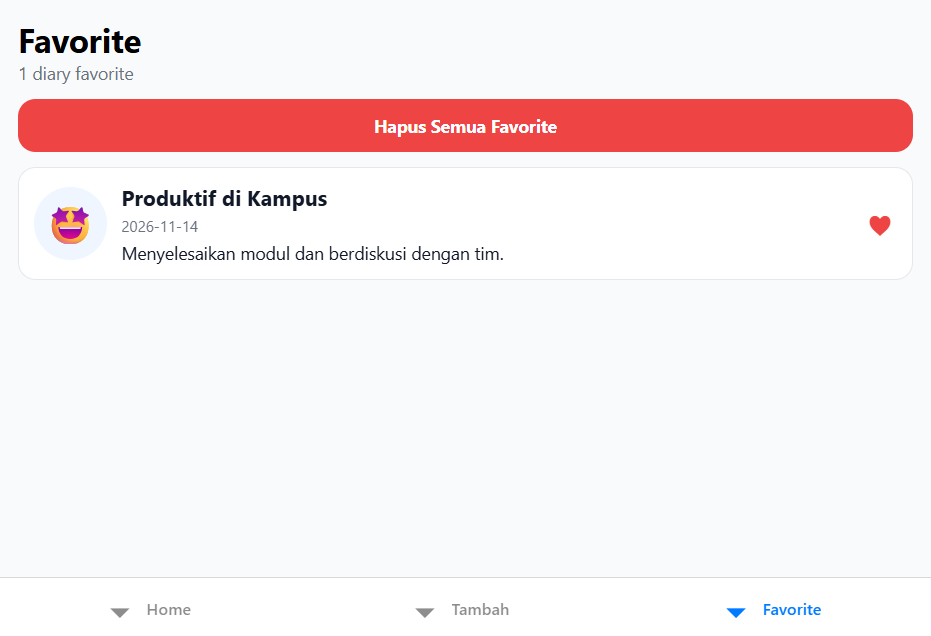 Favorite
1 diary favorite
Hapus Semua Favorite
Produktif di Kampus
2026-11-14
Menyelesaikan modul dan berdiskusi dengan tim.
Home
Tambah
Favorite